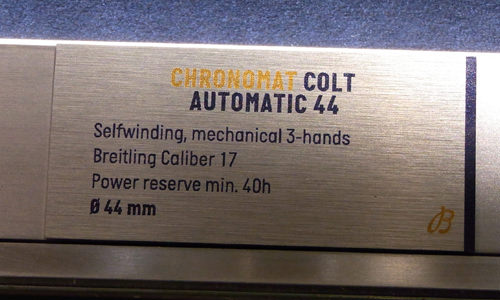 CHRONOMAT COLT
AUTOMATIC 44
Selfwinding, mechanical 3-hands
Breitling Caliber 17
Power reserve min. 40h
Ø 44 mm
B